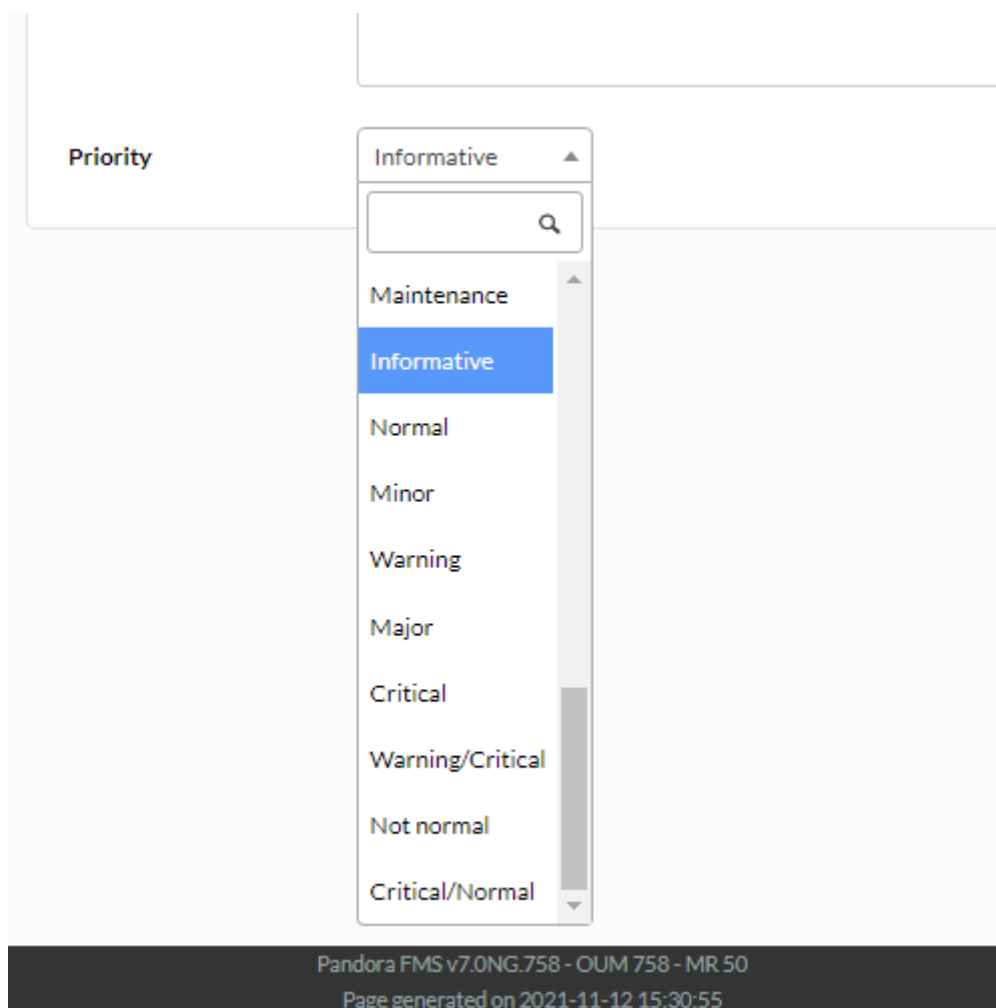 Priority
Informative
Maintenance
Informative
Normal
Minor
Warning
Major
Critical
Warning/Critical
Not normal
Critical/Normal
Pandora FMS v7.0NG.758 - OUM 758 - MR 50
Page generated on 2021-11-12 15:30:55